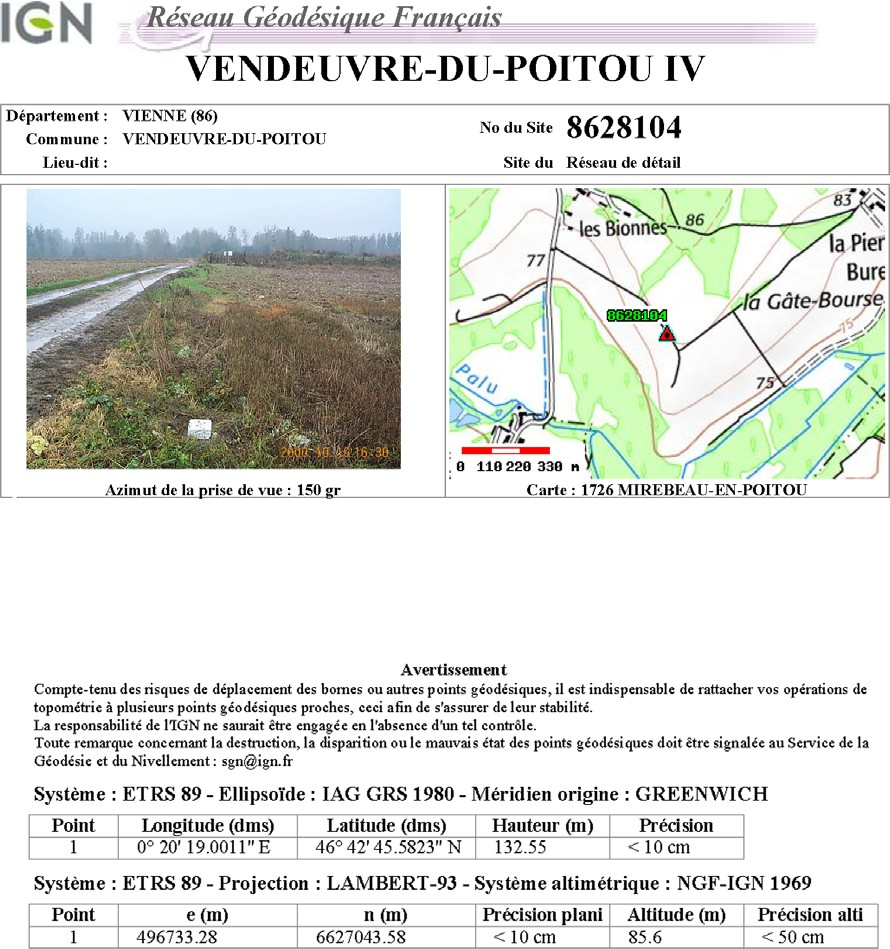 IGN
Réseau Géodésique Français
VENDEUVRE-DU-POITOU IV
Département : VIENNE (86)
Commune : VENDEUVRE-DU-POITOU
Lieu-dit :
No du Site 8628104
Site du Réseau de détail
2000 10 19 16:30
Azimut de la prise de vue : 150 gr
83
86
les Bionnes
77
la Pier
Bure
la Gâte-Bourse
8628104
75
75
Palu
0 110 220 330 m
Carte : 1726 MIREBEAU-EN-POITOU
Avertissement
Compte-tenu des risques de déplacement des bornes ou autres points géodésiques, il est indispensable de rattacher vos opérations de
topométrie à plusieurs points géodésiques proches, ceci afin de s'assurer de leur stabilité.
La responsabilité de l'IGN ne saurait être engagée en l'absence d'un tel contrôle.
Toute remarque concernant la destruction, la disparition ou le mauvais état des points géodésiques doit être signalée au Service de la
Géodésie et du Nivellement : sgn@ign.fr
Système : ETRS 89 - Ellipsoïde : IAG GRS 1980 - Méridien origine : GREENWICH
Point Longitude (dms) Latitude (dms) Hauteur (m) Précision
1 0° 20' 19.0011" E 46° 42' 45.5823" N 132.55 < 10 cm
Système : ETRS 89 - Projection : LAMBERT-93 - Système altimétrique : NGF-IGN 1969
Point e (m) n (m) Précision plani Altitude (m) Précision alti
1 496733.28 6627043.58 < 10 cm 85.6 < 50 cm